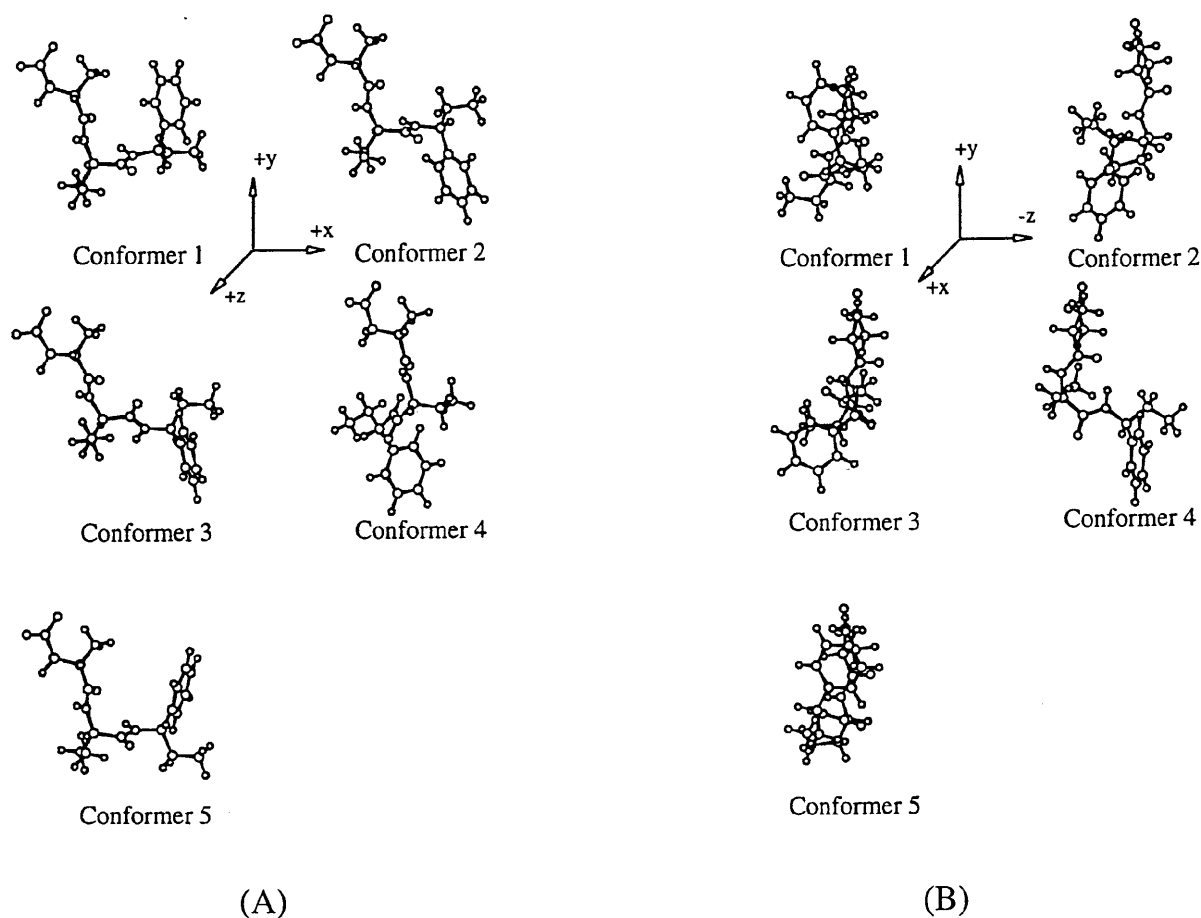 Conformer 1
Conformer 2
+y
+x
+z
Conformer 3
Conformer 4
Conformer 5
(A)
Conformer 1
Conformer 2
+y
-z
+x
Conformer 3
Conformer 4
Conformer 5
(B)